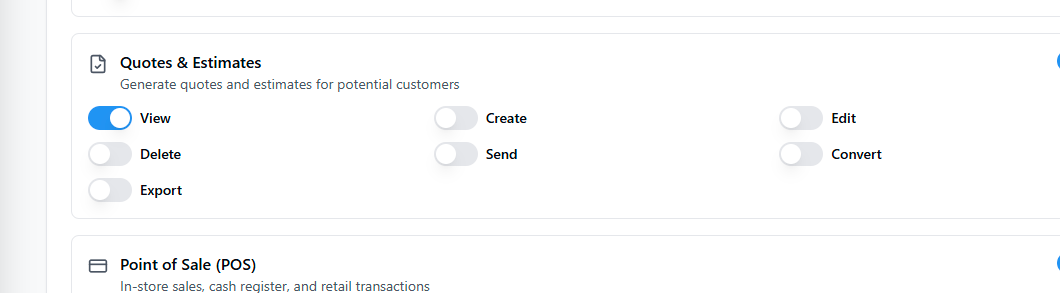 Quotes & Estimates
Generate quotes and estimates for potential customers
View
Create
Edit
Delete
Send
Convert
Export
Point of Sale (POS)
In-store sales, cash register, and retail transactions